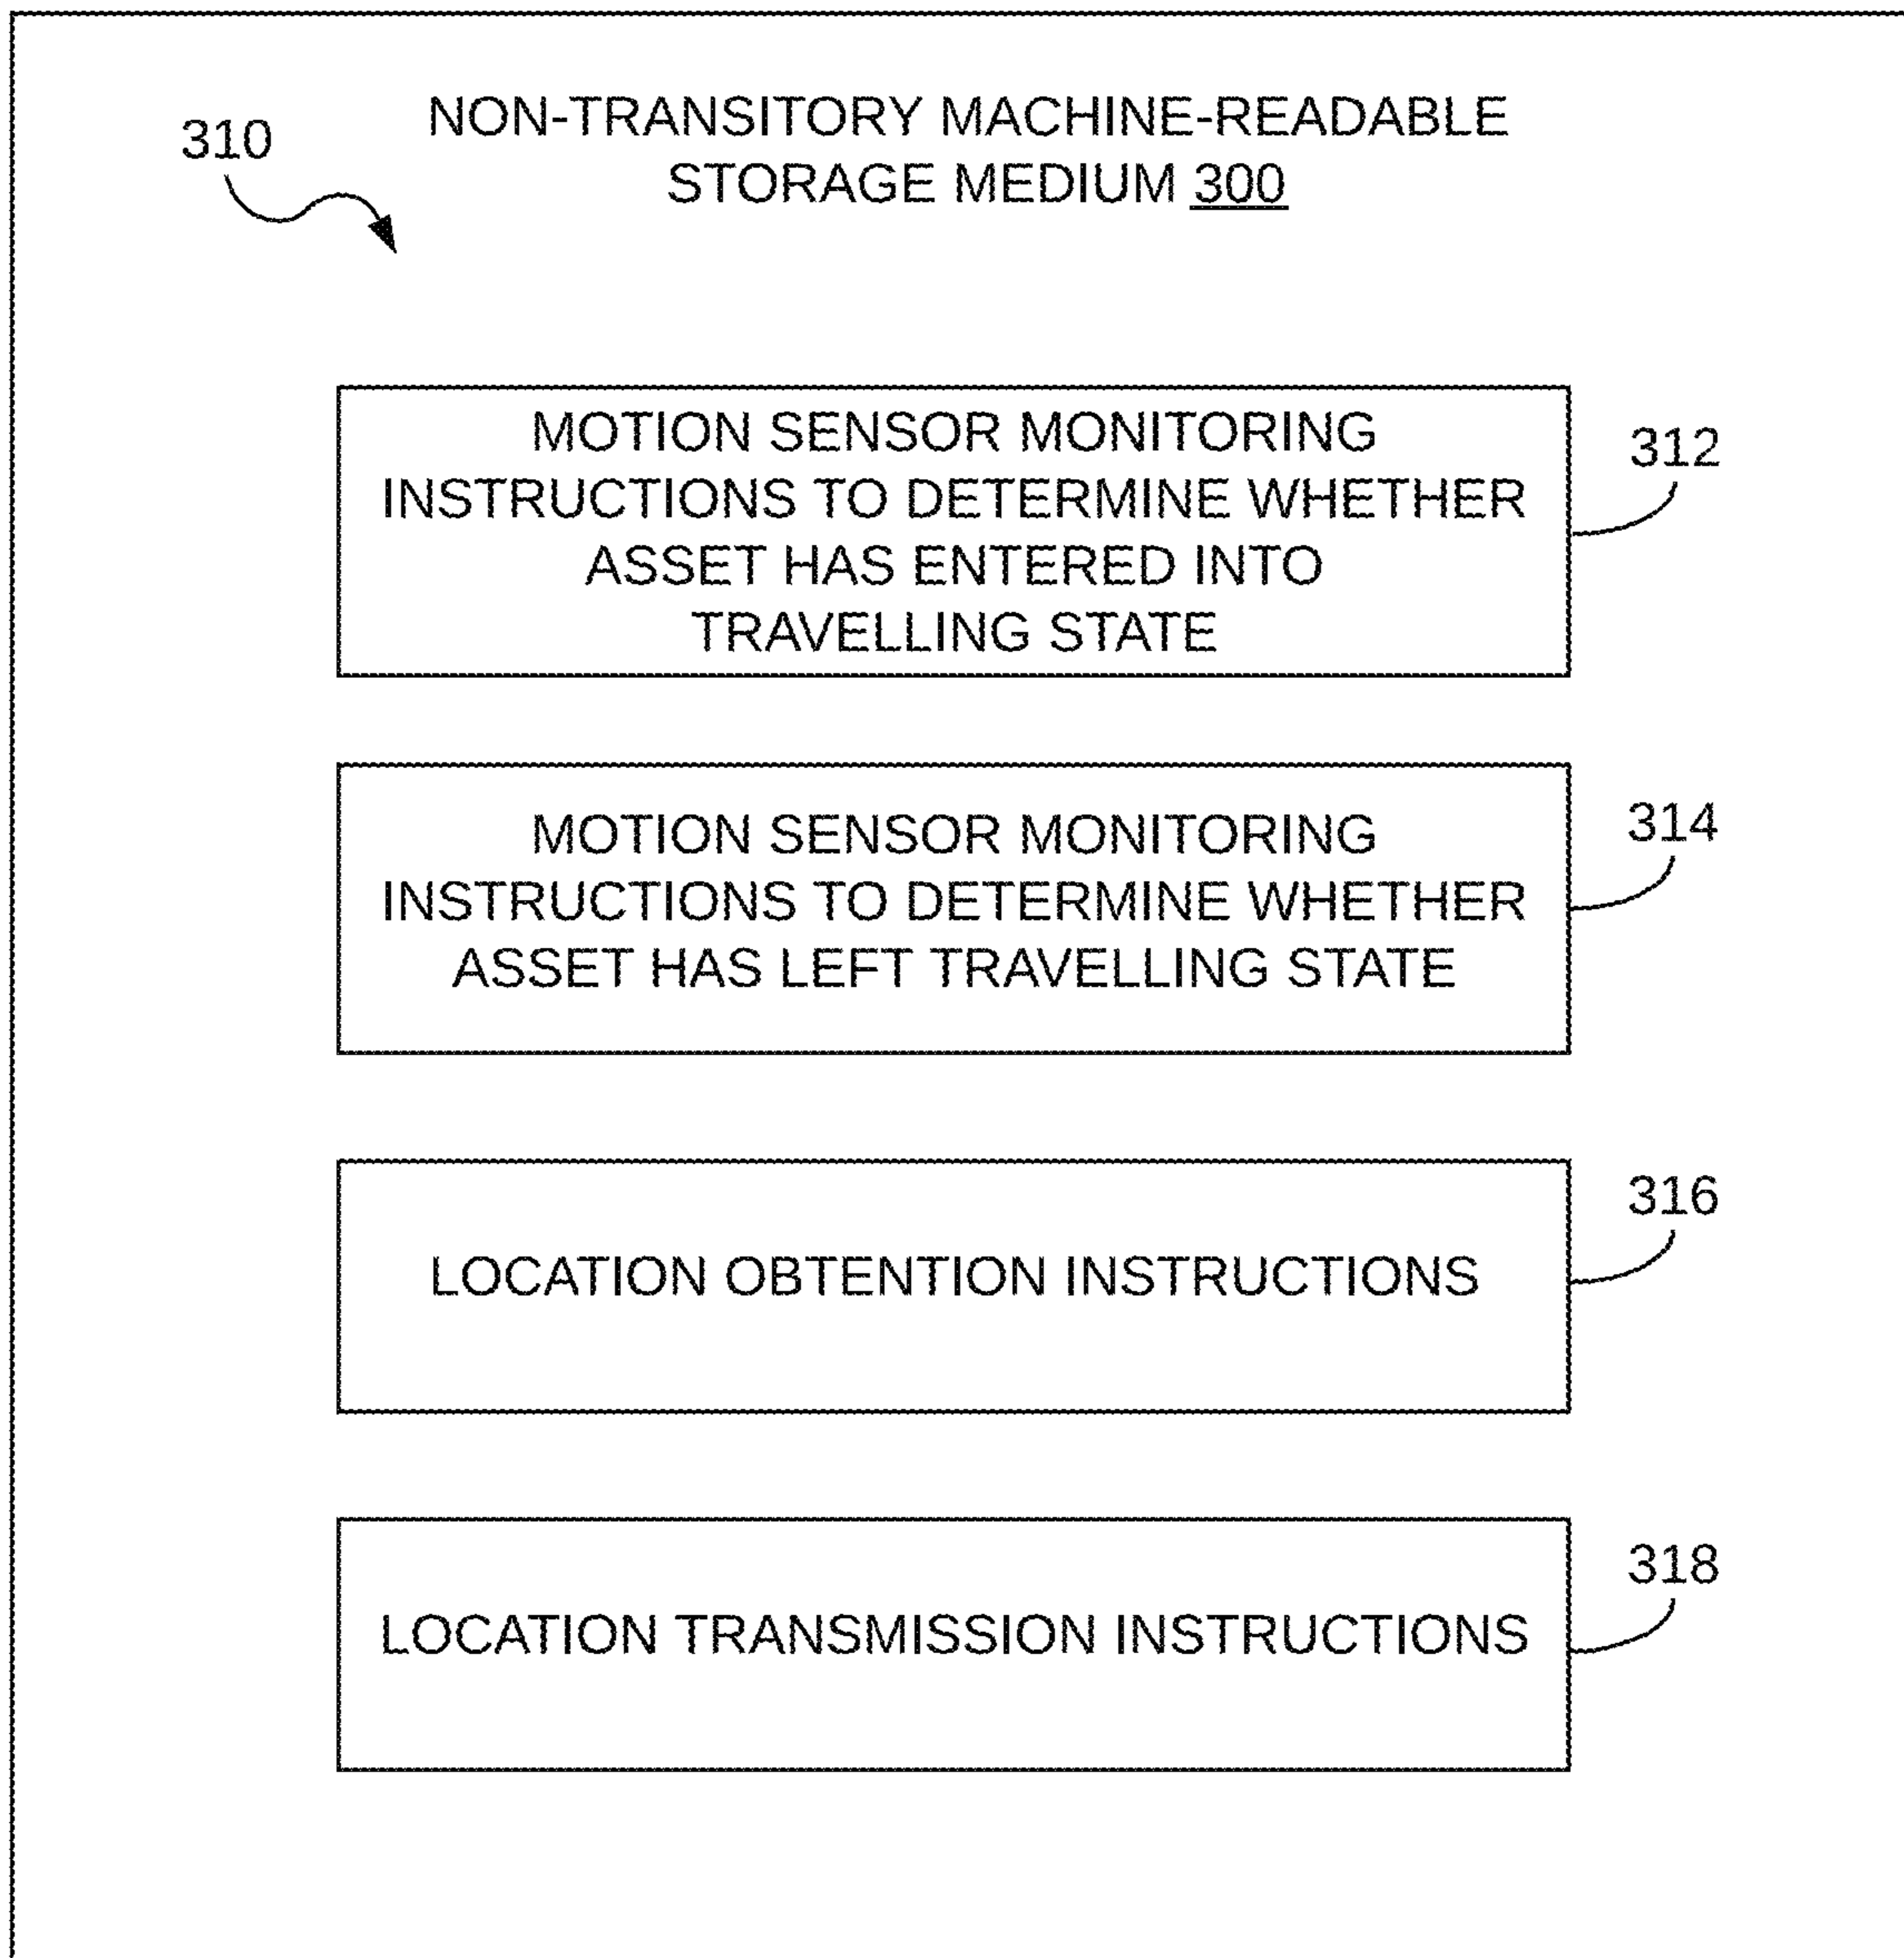 310
NON-TRANSITORY MACHINE-READABLE
STORAGE MEDIUM 300
MOTION SENSOR MONITORING
INSTRUCTIONS TO DETERMINE WHETHER
ASSET HAS ENTERED INTO
TRAVELLING STATE
312
MOTION SENSOR MONITORING
INSTRUCTIONS TO DETERMINE WHETHER
ASSET HAS LEFT TRAVELLING STATE
314
LOCATION OBTENTION INSTRUCTIONS
316
LOCATION TRANSMISSION INSTRUCTIONS
318